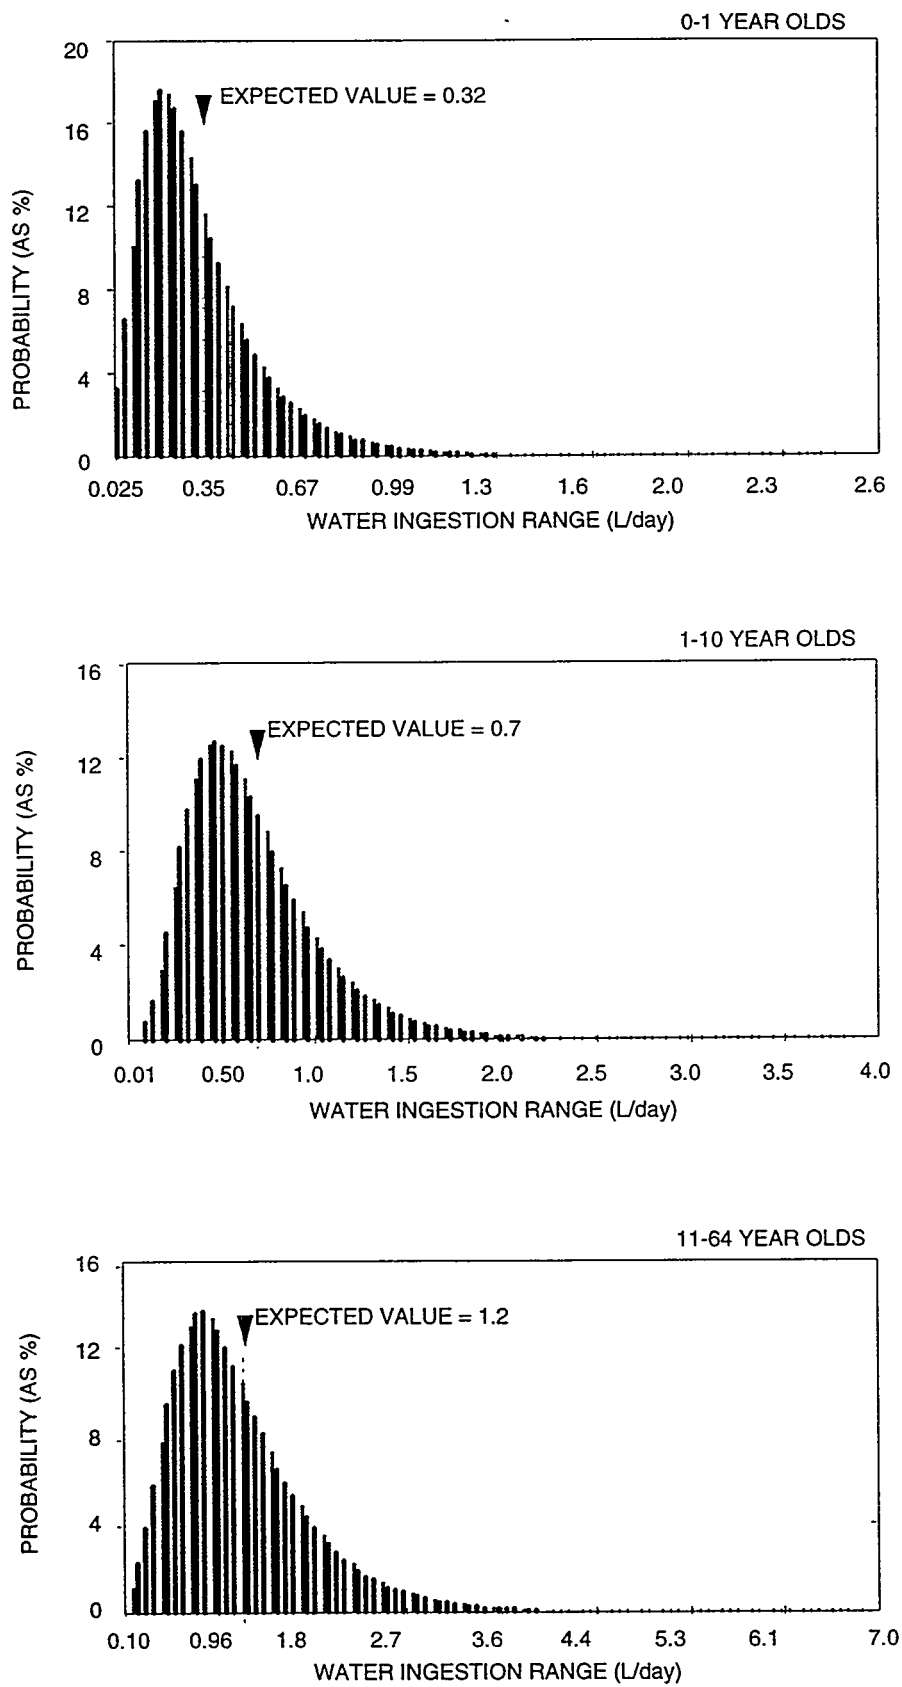 0-1 YEAR OLDS
20
EXPECTED VALUE = 0.32
16
12
8
4
0
PROBABILITY (AS %)
0.025 0.35 0.67 0.99 1.3 1.6 2.0 2.3 2.6
WATER INGESTION RANGE (L/day)
1-10 YEAR OLDS
16
EXPECTED VALUE = 0.7
12
8
4
0
PROBABILITY (AS %)
0.01 0.50 1.0 1.5 2.0 2.5 3.0 3.5 4.0
WATER INGESTION RANGE (L/day)
11-64 YEAR OLDS
16
EXPECTED VALUE = 1.2
12
8
4
0
PROBABILITY (AS %)
0.10 0.96 1.8 2.7 3.6 4.4 5.3 6.1 7.0
WATER INGESTION RANGE (L/day)